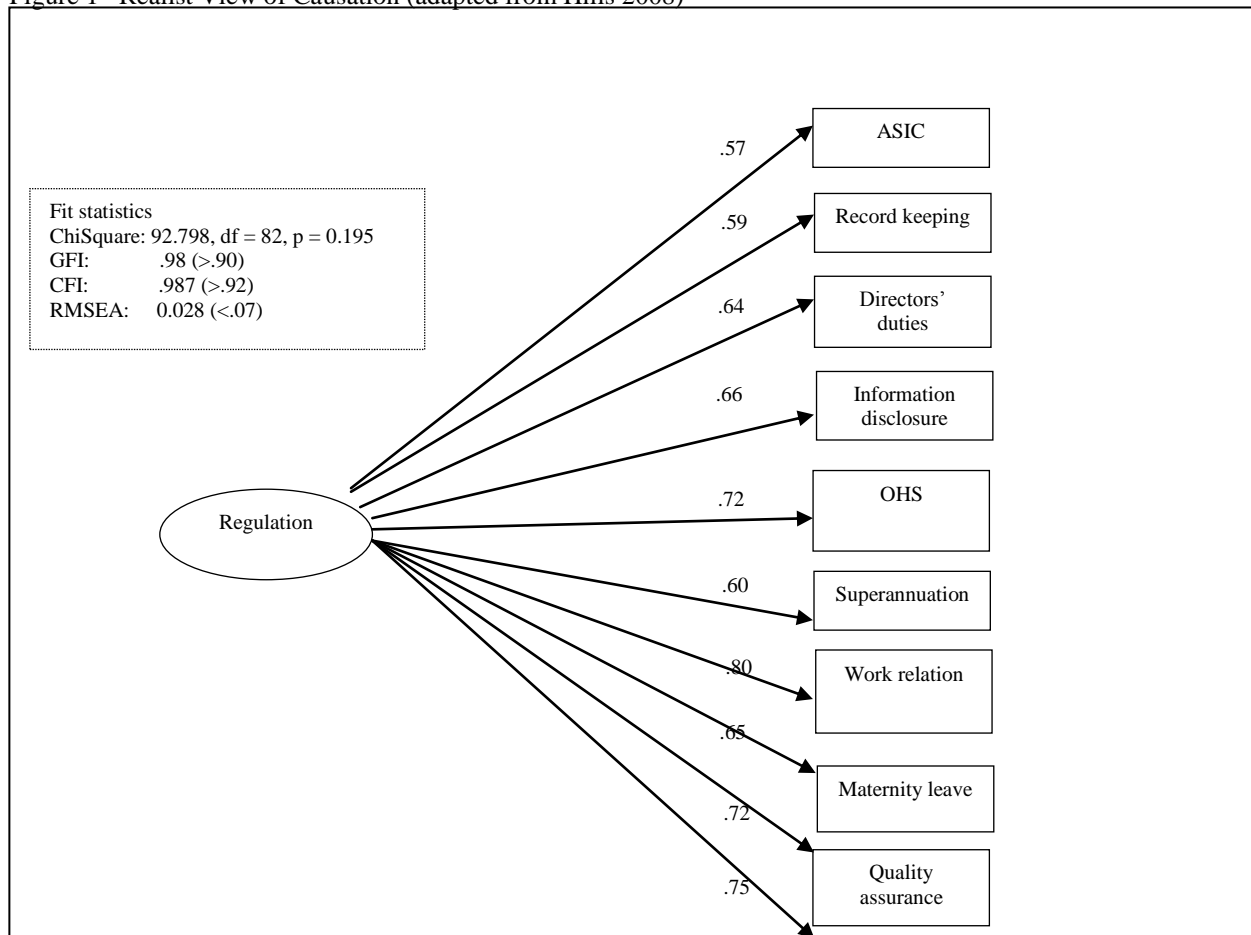 Figure 1 - Realist View of Causation (adapted from Hills 2008)
Fit statistics
ChiSquare: 92.798, df = 82, p = 0.195
GFI: .98 (>.90)
CFI: .987 (>.92)
RMSEA: 0.028 (<.07)
Regulation
.57
ASIC
.59
Record keeping
.64
Directors’
duties
.66
Information
disclosure
.72
OHS
.60
Superannuation
.80
Work relation
.65
Maternity leave
.72
Quality
assurance
.75